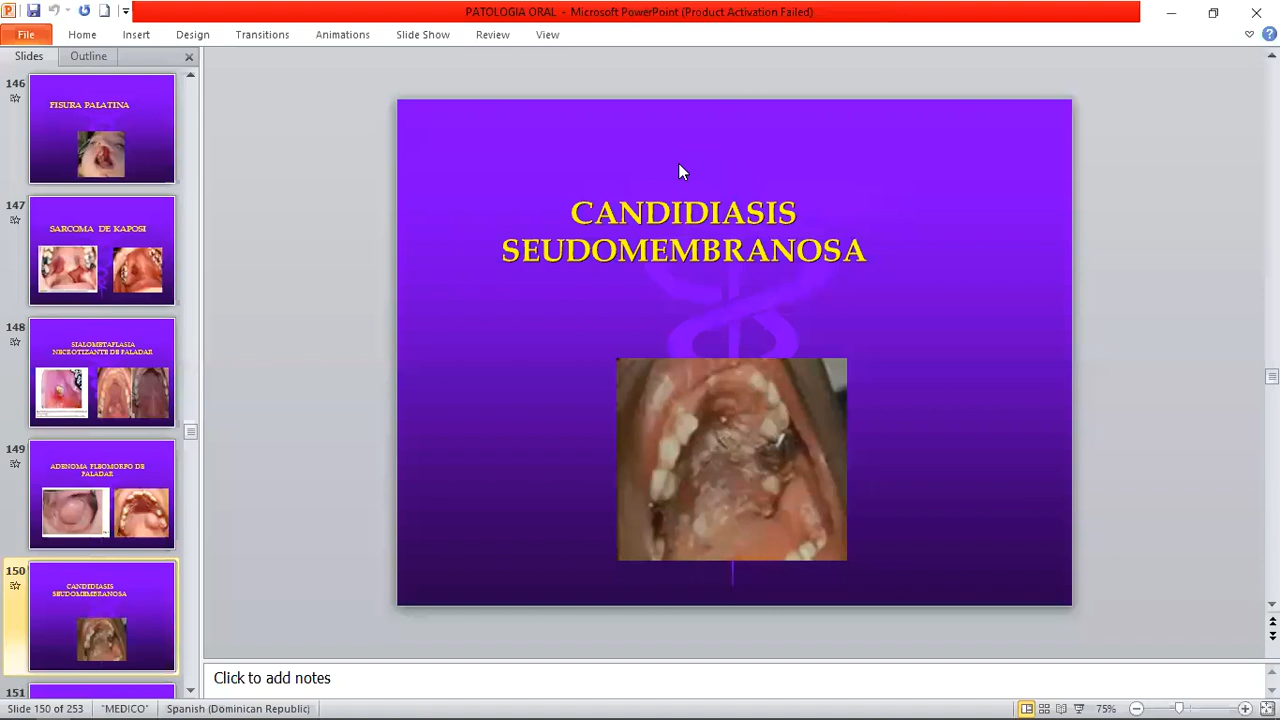 PATOLOGIA ORAL - Microsoft PowerPoint (Product Activation Failed)
File Home Insert Design Transitions Animations Slide Show Review View
Slides Outline
146
FISURA PALATINA
147
SARCOMA DE KAPOSI
148
SIALOMETAPLASIA
NECROTIZANTE DE PALADAR
149
ADENOMA PLEOMORFO DE
PALADAR
150
CANDIDIASIS
SEUDOMEMBRANOSA
151
CANDIDIASIS
SEUDOMEMBRANOSA
Click to add notes
Slide 150 of 253 "MEDICO" Spanish (Dominican Republic) 75%